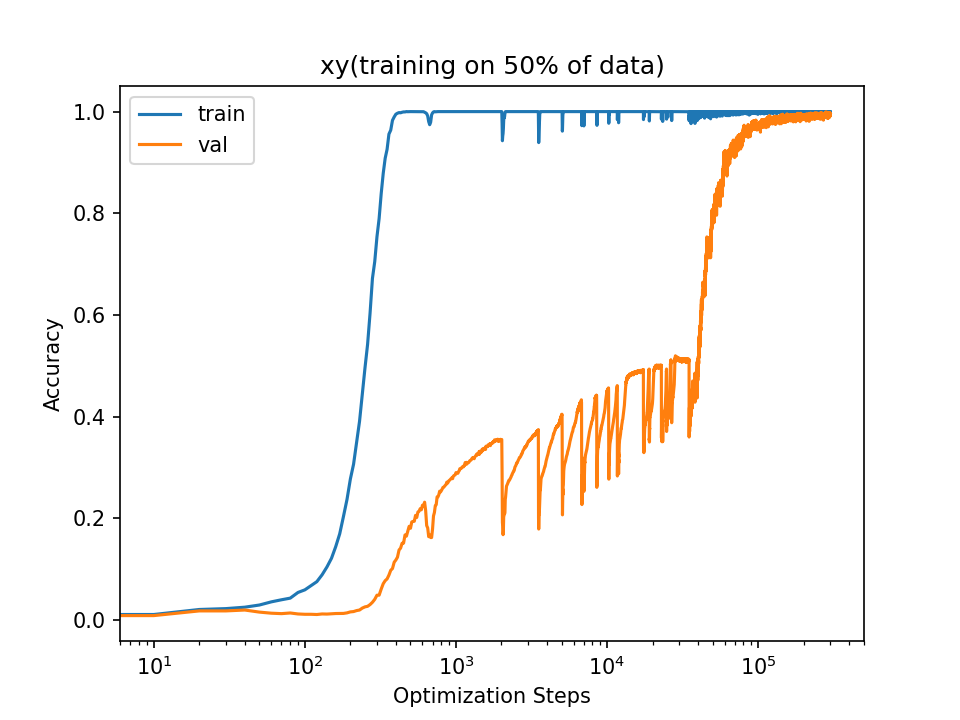 xy(training on 50% of data)
train
val
1.0
0.8
0.6
0.4
0.2
0.0
Accuracy
10¹ 10² 10³ 10⁴ 10⁵
Optimization Steps